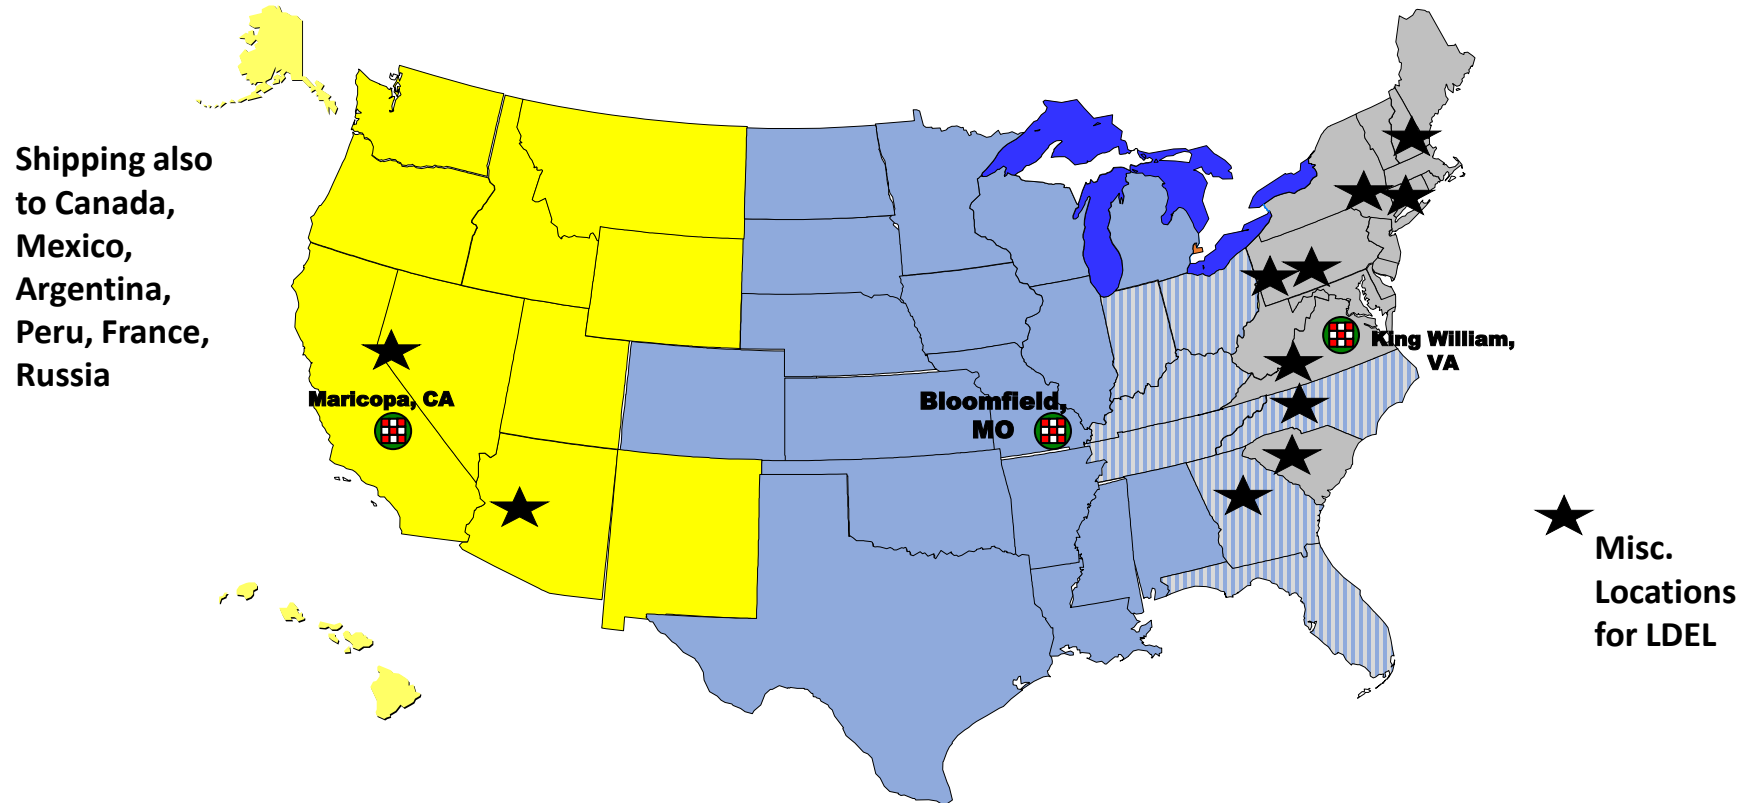 Shipping also
to Canada,
Mexico,
Argentina,
Peru, France,
Russia
Maricopa, CA
Bloomfield,
MO
King William,
VA
Misc.
Locations
for LDEL